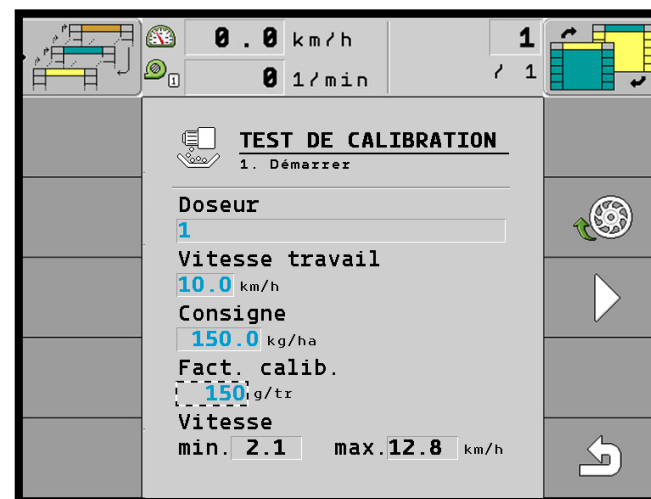 0.0 km/h
1
0 1/min
/ 1
1
TEST DE CALIBRATION
1. Démarrer
Doseur
1
Vitesse travail
10.0 km/h
Consigne
150.0 kg/ha
Fact. calib.
150 g/tr
Vitesse
min. 2.1 max. 12.8 km/h